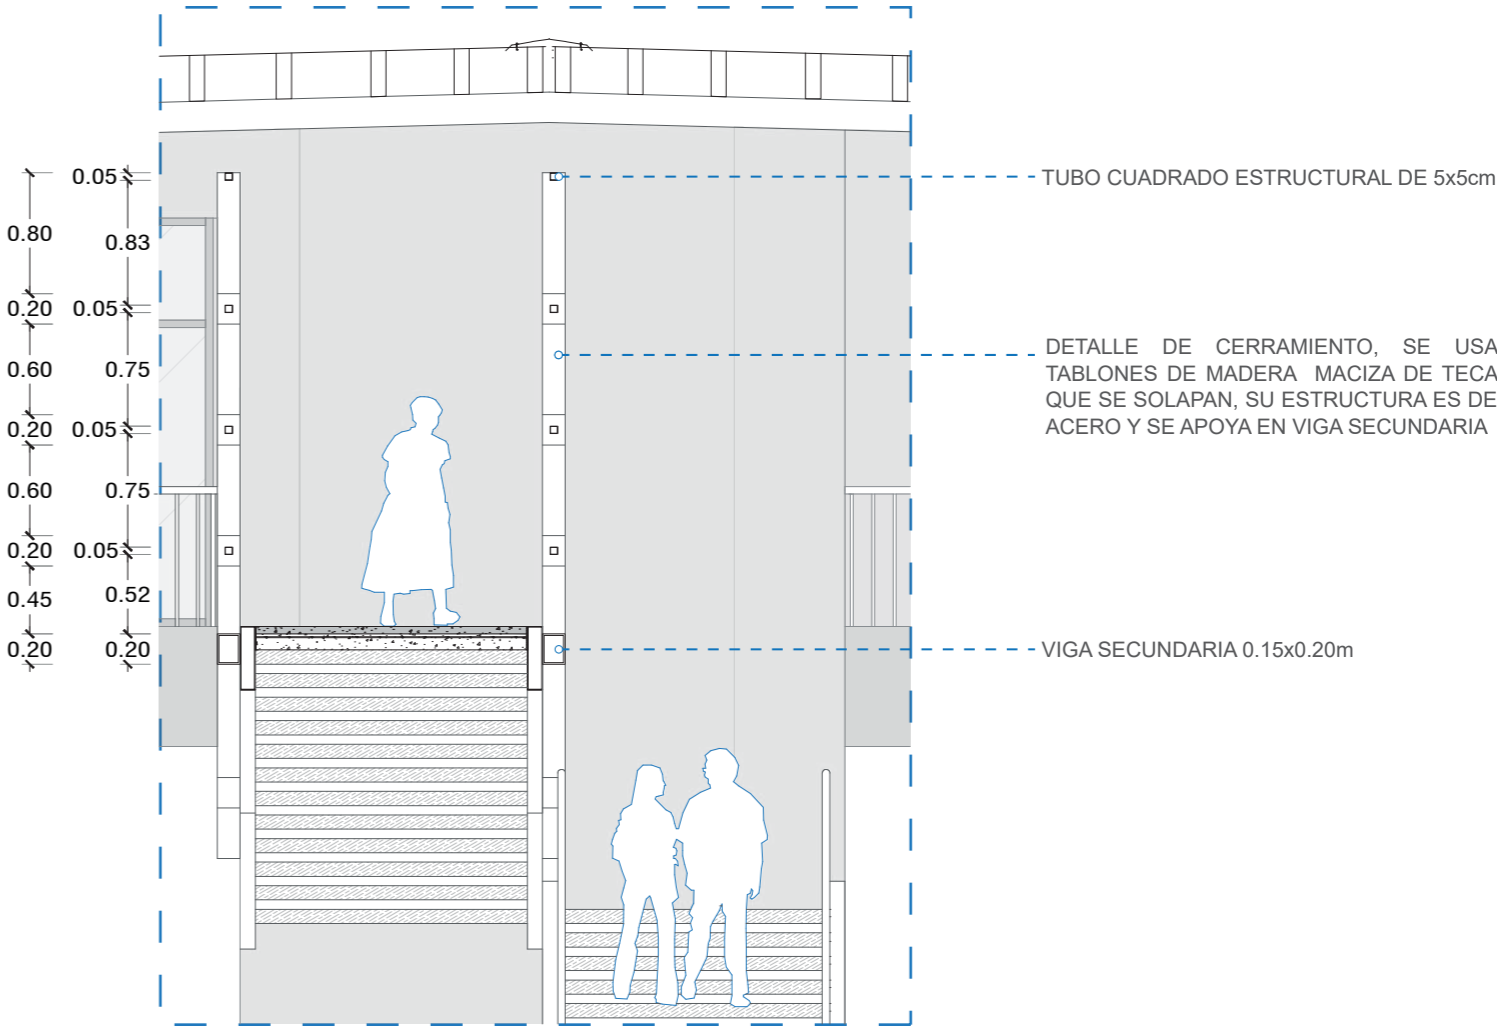 0.05
TUBO CUADRADO ESTRUCTURAL DE 5x5cm
0.80
0.83
0.20
0.05
DETALLE DE CERRAMIENTO, SE USA
TABLONES DE MADERA MACIZA DE TECA
QUE SE SOLAPAN, SU ESTRUCTURA ES DE
ACERO Y SE APOYA EN VIGA SECUNDARIA
0.60
0.75
0.20
0.05
0.60
0.75
0.20
0.05
0.45
0.52
0.20
0.20
VIGA SECUNDARIA 0.15x0.20m